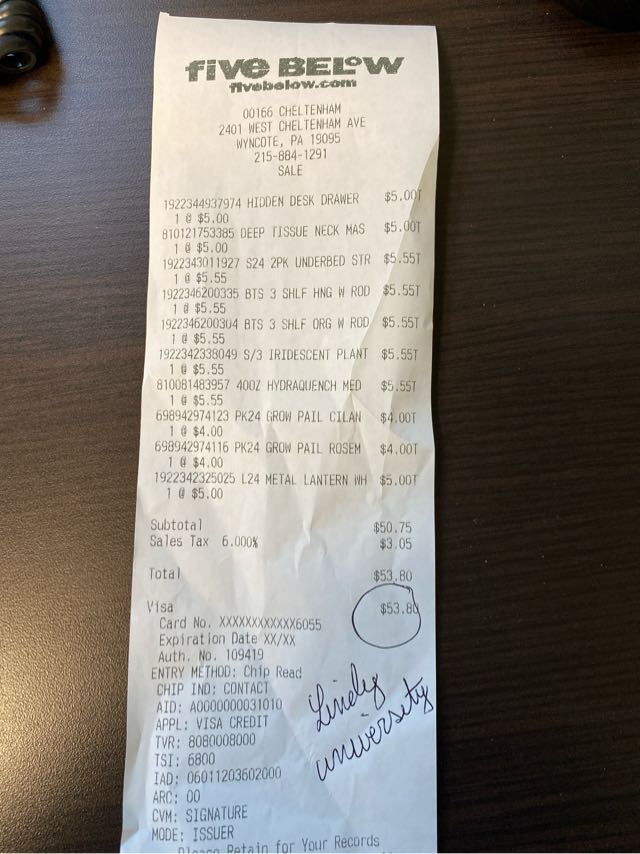 five BELOW
fivebelow.com
00166 CHELTENHAM
2401 WEST CHELTENHAM AVE
WYNCOTE, PA 19095
215-884-1291
SALE
1922344937974 HIDDEN DESK DRAWER $5.00T
1 @ $5.00
810121753385 DEEP TISSUE NECK MAS $5.00T
1 @ $5.00
1922343011927 S24 2PK UNDERBED STR $5.55T
1 @ $5.55
1922346200335 BTS 3 SHLF HNG W ROD $5.55T
1 @ $5.55
1922346200304 BTS 3 SHLF ORG W ROD $5.55T
1 @ $5.55
1922342338049 S/3 IRIDESCENT PLANT $5.55T
1 @ $5.55
810081483957 40OZ HYDRAQUENCH MED $5.55T
1 @ $5.55
698942974123 PK24 GROW PAIL CILAN $4.00T
1 @ $4.00
698942974116 PK24 GROW PAIL ROSEM $4.00T
1 @ $4.00
1922342325025 L24 METAL LANTERN WH $5.00T
1 @ $5.00
Subtotal $50.75
Sales Tax 6.000% $3.05
Total $53.80
Visa $53.80
Card No. XXXXXXXXXXXX6055
Expiration Date XX/XX
Auth. No. 109419
ENTRY METHOD: Chip Read
CHIP IND: CONTACT
AID: A0000000031010
APPL: VISA CREDIT
TVR: 8080008000
TSI: 6800
IAD: 06011203602000
ARC: 00
CVM: SIGNATURE
MODE: ISSUER
Please Retain for Your Records
Lindy
university